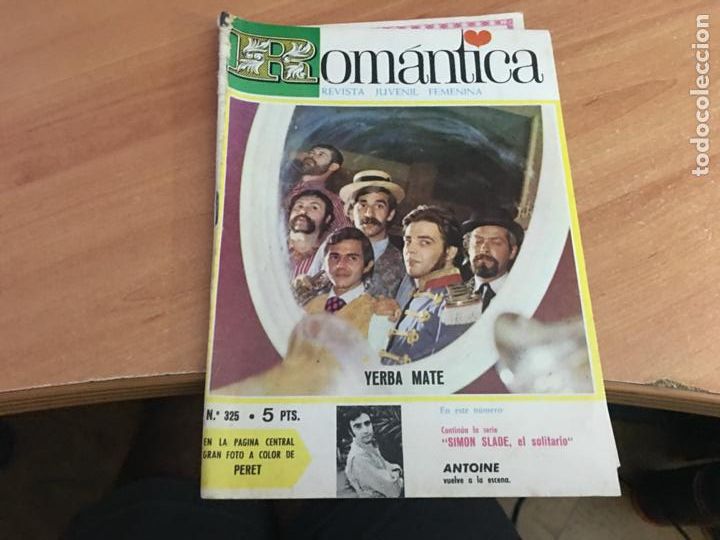 Romántica
REVISTA JUVENIL FEMENINA
YERBA MATE
N.º 325 • 5 PTS.
EN LA PAGINA CENTRAL
GRAN FOTO A COLOR DE
PERET
En este número
Continúa la serie
"SIMON SLADE, el solitario"
ANTOINE
vuelve a la escena.
todocoleccion